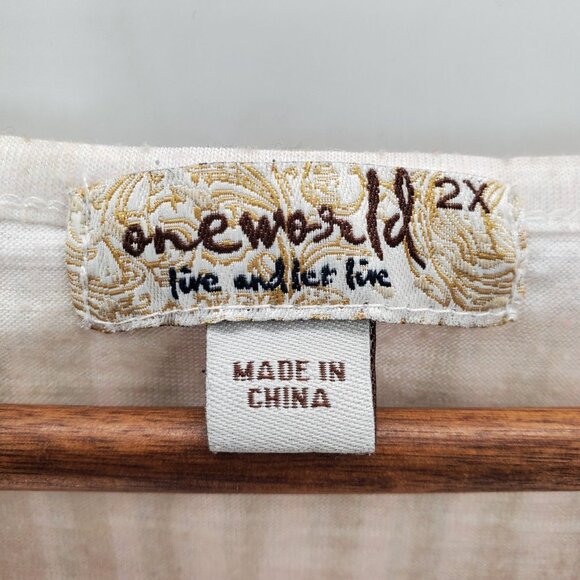 oneworld 2X
live and let live
MADE IN
CHINA